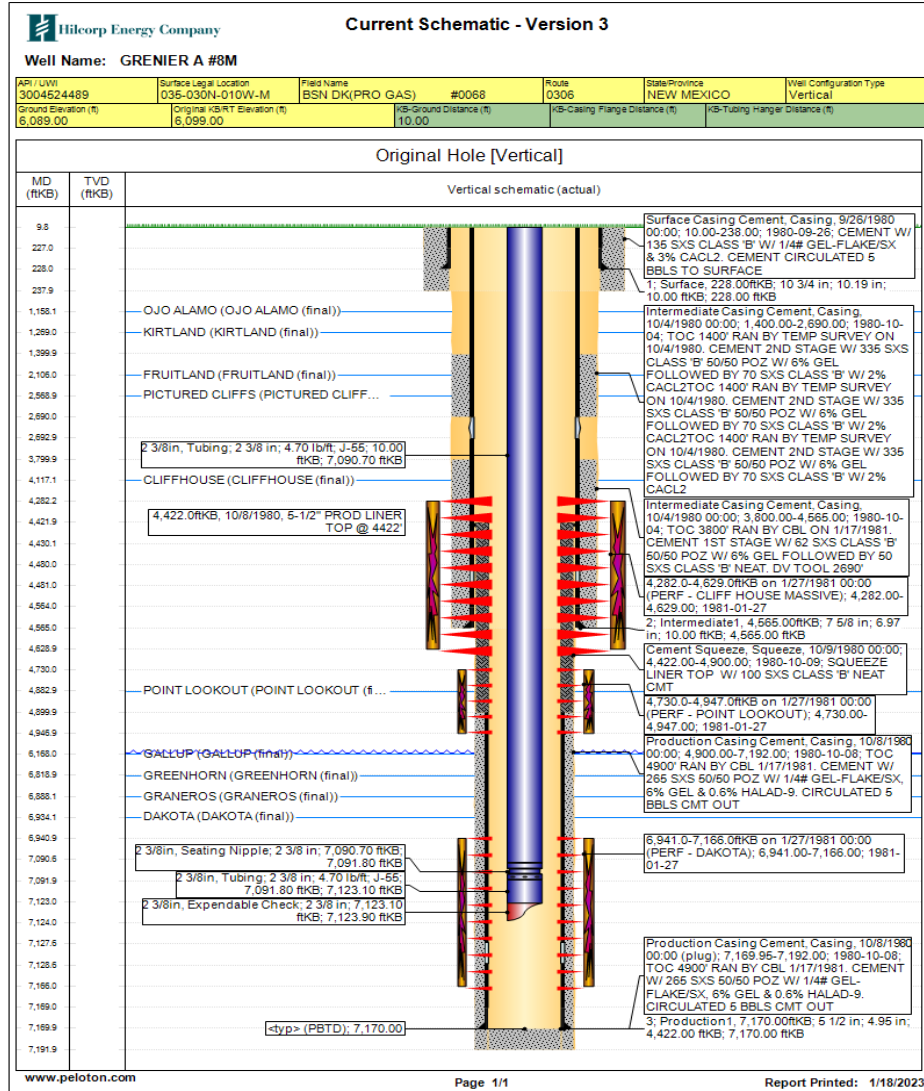 Hilcorp Energy Company
Current Schematic - Version 3
Well Name: GRENIER A #8M
API / UWI
3004524489
Surface Legal Location
035-030N-010W-M
Field Name
BSN DK(PRO GAS) #0068
Route
0306
State/Province
NEW MEXICO
Well Configuration Type
Vertical
Ground Elevation (ft)
6,089.00
Original KB/RT Elevation (ft)
6,099.00
KB-Ground Distance (ft)
10.00
KB-Casing Flange Distance (ft)
KB-Tubing Hanger Distance (ft)
Original Hole [Vertical]
MD
(ftKB)
TVD
(ftKB)
Vertical schematic (actual)
9.8
227.0
228.0
237.9
1,158.1
1,269.0
1,399.9
2,106.0
2,568.9
2,690.0
2,692.9
3,799.9
4,117.1
4,282.2
4,421.9
4,430.1
4,480.0
4,481.0
4,564.0
4,565.0
4,628.9
4,730.0
4,882.9
4,899.9
4,946.9
6,168.0
6,818.9
6,888.1
6,934.1
6,940.9
7,090.6
7,091.9
7,123.0
7,124.0
7,127.6
7,128.6
7,166.0
7,169.0
7,169.9
7,191.9
OJO ALAMO (OJO ALAMO (final))
KIRTLAND (KIRTLAND (final))
FRUITLAND (FRUITLAND (final))
PICTURED CLIFFS (PICTURED CLIFF...
2 3/8in, Tubing; 2 3/8 in; 4.70 lb/ft; J-55; 10.00
ftKB; 7,090.70 ftKB
CLIFFHOUSE (CLIFFHOUSE (final))
4,422.0ftKB, 10/8/1980, 5-1/2" PROD LINER
TOP @ 4422'
POINT LOOKOUT (POINT LOOKOUT (fi...
GALLUP (GALLUP (final))
GREENHORN (GREENHORN (final))
GRANEROS (GRANEROS (final))
DAKOTA (DAKOTA (final))
2 3/8in, Seating Nipple; 2 3/8 in; 7,090.70 ftKB;
7,091.80 ftKB
2 3/8in, Tubing; 2 3/8 in; 4.70 lb/ft; J-55;
7,091.80 ftKB; 7,123.10 ftKB
2 3/8in, Expendable Check; 2 3/8 in; 7,123.10
ftKB; 7,123.90 ftKB
<typ> (PBTD); 7,170.00
Surface Casing Cement, Casing, 9/26/1980
00:00; 10.00-238.00; 1980-09-26; CEMENT W/
135 SXS CLASS 'B' W/ 1/4# GEL-FLAKE/SX
& 3% CACL2. CEMENT CIRCULATED 5
BBLS TO SURFACE
1; Surface, 228.00ftKB; 10 3/4 in; 10.19 in;
10.00 ftKB; 228.00 ftKB
Intermediate Casing Cement, Casing,
10/4/1980 00:00; 1,400.00-2,690.00; 1980-10-
04; TOC 1400' RAN BY TEMP SURVEY ON
10/4/1980. CEMENT 2ND STAGE W/ 335 SXS
CLASS 'B' 50/50 POZ W/ 6% GEL
FOLLOWED BY 70 SXS CLASS 'B' W/ 2%
CACL2TOC 1400' RAN BY TEMP SURVEY
ON 10/4/1980. CEMENT 2ND STAGE W/ 335
SXS CLASS 'B' 50/50 POZ W/ 6% GEL
FOLLOWED BY 70 SXS CLASS 'B' W/ 2%
CACL2TOC 1400' RAN BY TEMP SURVEY
ON 10/4/1980. CEMENT 2ND STAGE W/ 335
SXS CLASS 'B' 50/50 POZ W/ 6% GEL
FOLLOWED BY 70 SXS CLASS 'B' W/ 2%
CACL2
Intermediate Casing Cement, Casing,
10/4/1980 00:00; 3,800.00-4,565.00; 1980-10-
04; TOC 3800' RAN BY CBL ON 1/17/1981.
CEMENT 1ST STAGE W/ 62 SXS CLASS 'B'
50/50 POZ W/ 6% GEL FOLLOWED BY 50
SXS CLASS 'B' NEAT. DV TOOL 2690'
4,282.0-4,629.0ftKB on 1/27/1981 00:00
(PERF - CLIFF HOUSE MASSIVE); 4,282.00-
4,629.00; 1981-01-27
2; Intermediate1, 4,565.00ftKB; 7 5/8 in; 6.97
in; 10.00 ftKB; 4,565.00 ftKB
Cement Squeeze, Squeeze, 10/9/1980 00:00;
4,422.00-4,900.00; 1980-10-09; SQUEEZE
LINER TOP W/ 100 SXS CLASS 'B' NEAT
CMT
4,730.0-4,947.0ftKB on 1/27/1981 00:00
(PERF - POINT LOOKOUT); 4,730.00-
4,947.00; 1981-01-27
Production Casing Cement, Casing, 10/8/1980
00:00; 4,900.00-7,192.00; 1980-10-08; TOC
4900' RAN BY CBL 1/17/1981. CEMENT W/
265 SXS 50/50 POZ W/ 1/4# GEL-FLAKE/SX,
6% GEL & 0.6% HALAD-9. CIRCULATED 5
BBLS CMT OUT
6,941.0-7,166.0ftKB on 1/27/1981 00:00
(PERF - DAKOTA); 6,941.00-7,166.00; 1981-
01-27
Production Casing Cement, Casing, 10/8/1980
00:00 (plug); 7,169.95-7,192.00; 1980-10-08;
TOC 4900' RAN BY CBL 1/17/1981. CEMENT
W/ 265 SXS 50/50 POZ W/ 1/4# GEL-
FLAKE/SX, 6% GEL & 0.6% HALAD-9.
CIRCULATED 5 BBLS CMT OUT
3; Production1, 7,170.00ftKB; 5 1/2 in; 4.95 in;
4,422.00 ftKB; 7,170.00 ftKB
www.peloton.com
Page 1/1
Report Printed: 1/18/2023